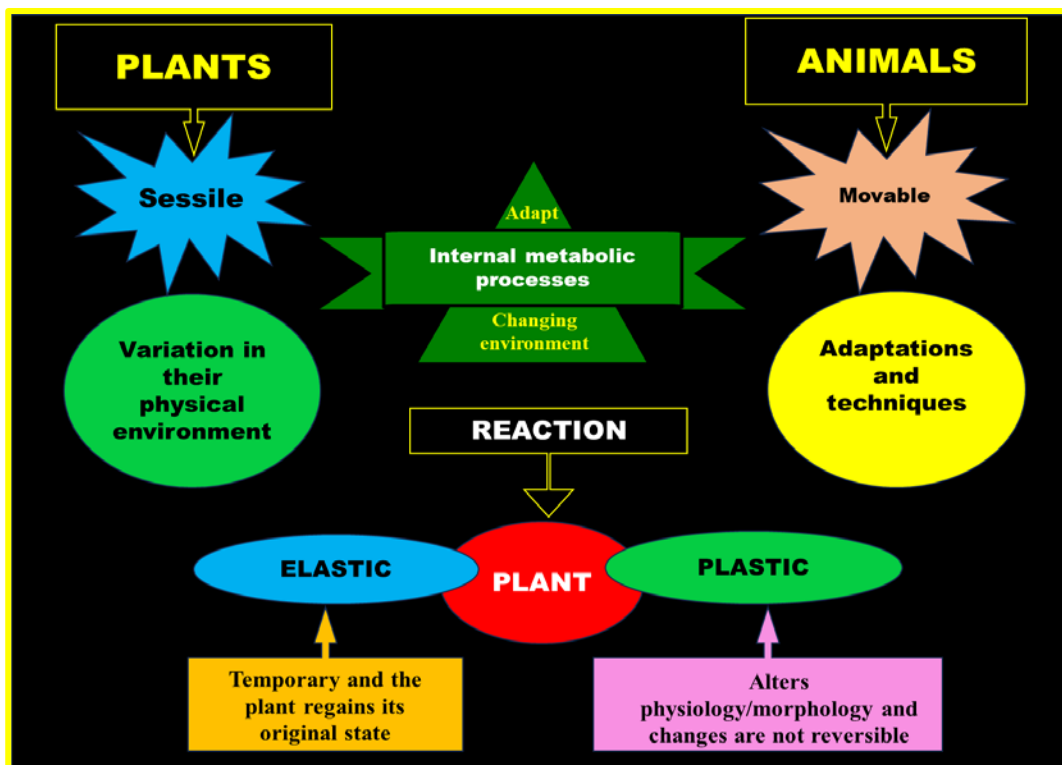 PLANTS
ANIMALS
Sessile
Movable
Adapt
Internal metabolic
processes
Changing
environment
Variation in
their
physical
environment
Adaptations
and
techniques
REACTION
ELASTIC
PLANT
PLASTIC
Temporary and the
plant regains its
original state
Alters
physiology/morphology and
changes are not reversible